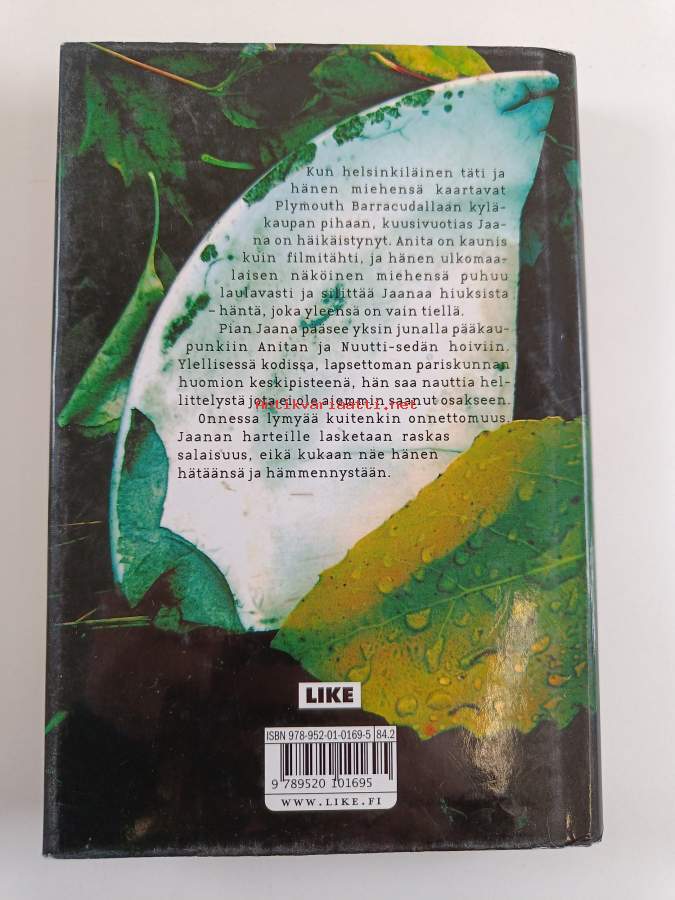 Kun helsinkiläinen täti ja
hänen miehensä kaartavat
Plymouth Barracudallaan kylä-
kaupan pihaan, kuusivuotias Jaa-
na on häikäistynyt. Anita on kaunis
kuin filmitähti, ja hänen ulkomaa-
laisen näköinen miehensä puhuu
laulavasti ja silittää Jaanaa hiuksista
– häntä, joka yleensä on vain tiellä.
Pian Jaana pääsee yksin junalla pääkau-
punkiin Anitan ja Nuutti-sedän hoiviin.
Ylellisessä kodissa, lapsettoman pariskunnan
huomion keskipisteenä, hän saa nauttia hel-
littelystä jota ei ole aiemmin saanut osakseen.
Antikvariaatti.net
Onnessa lymyää kuitenkin onnettomuus.
Jaanan harteille lasketaan raskas
salaisuus, eikä kukaan näe hänen
hätäänsä ja hämmennystään.
LIKE
ISBN 978-952-01-0169-5 84.2
9 789520 101695
WWW.LIKE.FI